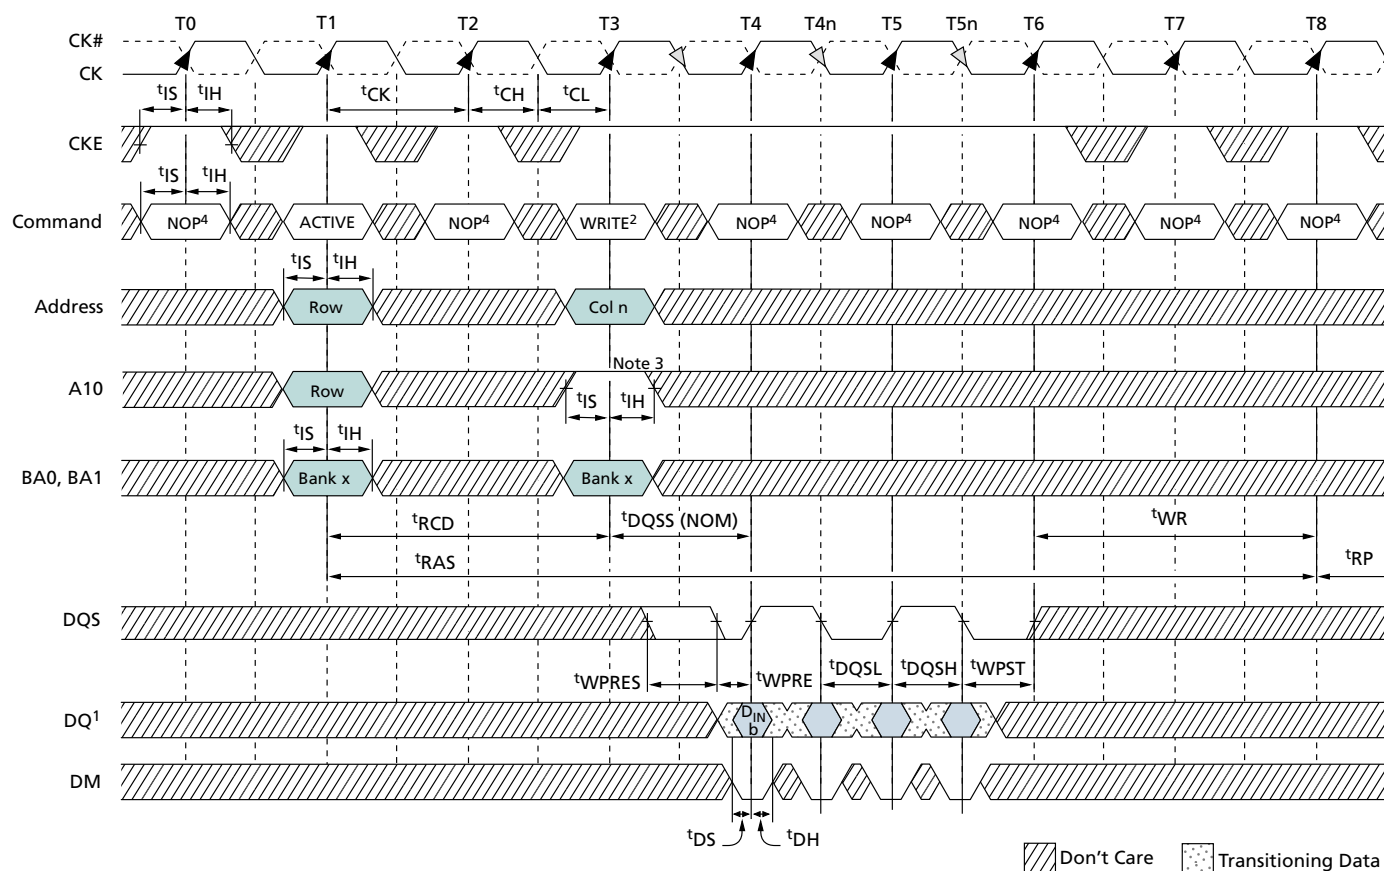 T0 T1 T2 T3 T4 T4n T5 T5n T6 T7 T8
CK#
CK
tIS tIH tCK tCH tCL
CKE
tIS tIH
Command NOP4 ACTIVE NOP4 WRITE2 NOP4 NOP4 NOP4 NOP4 NOP4
tIS tIH
Address Row Col n
Note 3
A10 Row
tIS tIH
tIS tIH
BA0, BA1 Bank x Bank x
tRCD tDQSS (NOM) tWR
tRAS tRP
DQS
tWPRES tWPRE tDQSL tDQSH tWPST
DQ1 DIN
b
DM
tDS tDH
Don't Care Transitioning Data